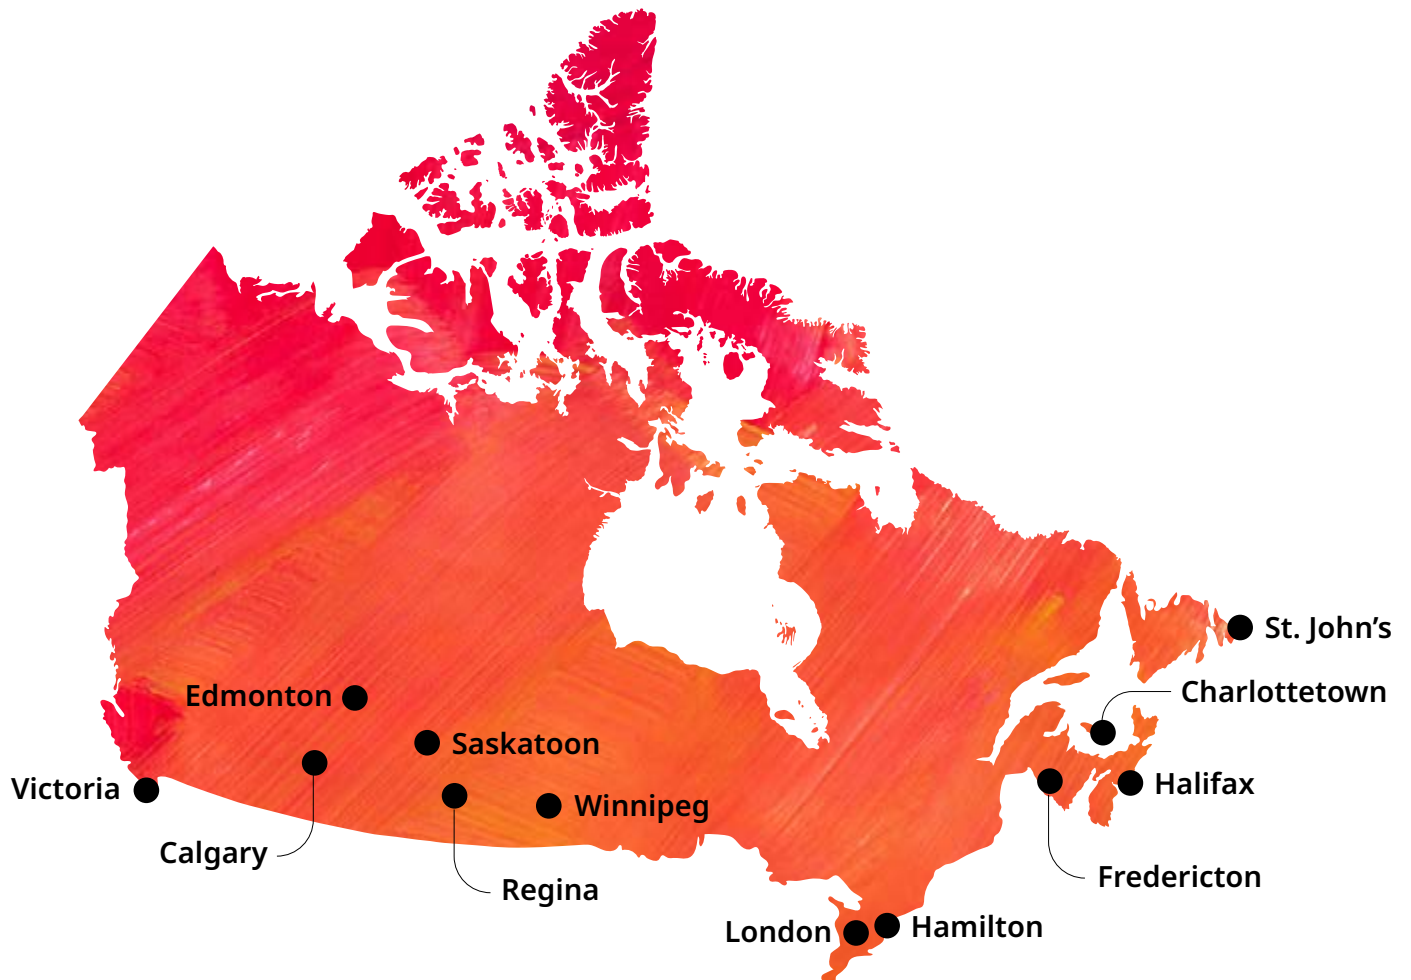 St. John’s
Charlottetown
Edmonton
Saskatoon
Halifax
Victoria
Winnipeg
Calgary
Fredericton
Regina
Hamilton
London